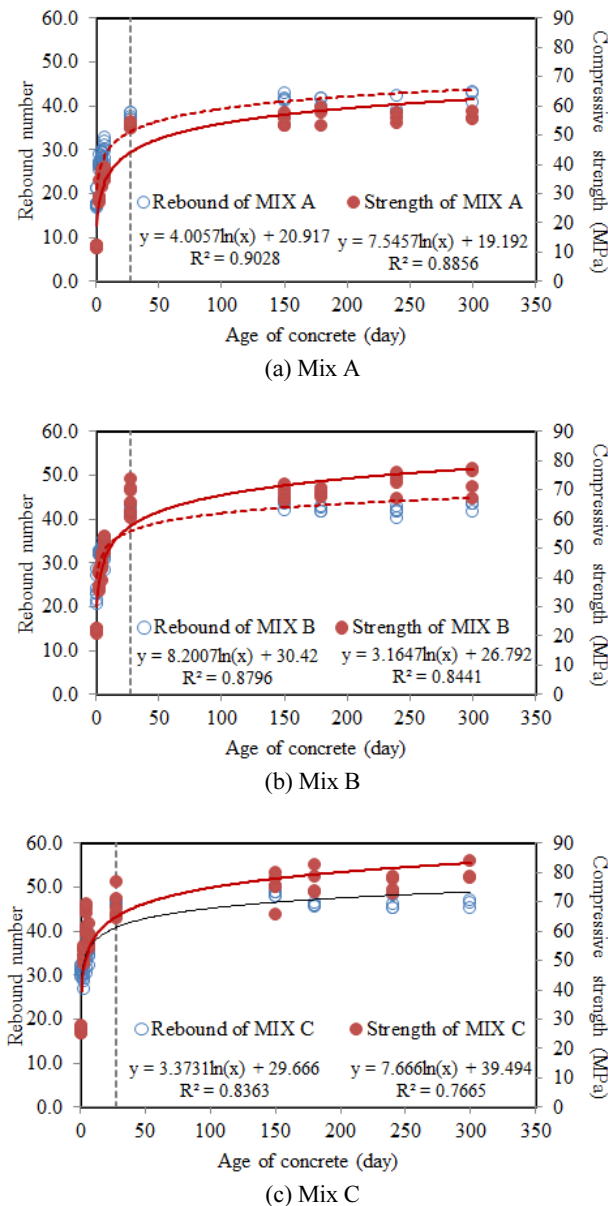 60.0 90
50.0 80
70
40.0 60
50
30.0 40
20.0 Rebound of MIX A Strength of MIX A 30
y = 4.0057ln(x) + 20.917 y = 7.5457ln(x) + 19.192
10.0 R² = 0.9028 R² = 0.8856 20
10
0.0 0
0 50 100 150 200 250 300 350
Rebound number
Compressive strength (MPa)
Age of concrete (day)
(a) Mix A
60.0 90
50.0 80
70
40.0 60
50
30.0 40
20.0 Rebound of MIX B Strength of MIX B 30
y = 8.2007ln(x) + 30.42 y = 3.1647ln(x) + 26.792
10.0 R² = 0.8796 R² = 0.8441 20
10
0.0 0
0 50 100 150 200 250 300 350
Rebound number
Compressive strength (MPa)
Age of concrete (day)
(b) Mix B
60.0 90
50.0 80
70
40.0 60
50
30.0 40
20.0 Rebound of MIX C Strength of MIX C 30
y = 3.3731ln(x) + 29.666 y = 7.666ln(x) + 39.494
10.0 R² = 0.8363 R² = 0.7665 20
10
0.0 0
0 50 100 150 200 250 300 350
Rebound number
Compressive strength (MPa)
Age of concrete (day)
(c) Mix C